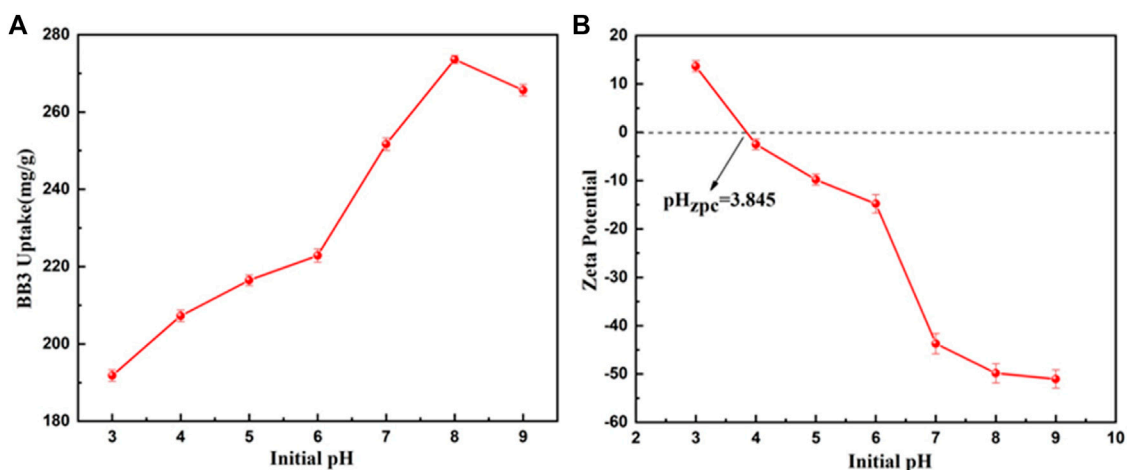 A
280
260
240
220
200
180
BB3 Uptake(mg/g)
3 4 5 6 7 8 9
Initial pH
B
20
10
0
-10
-20
-30
-40
-50
-60
Zeta Potential
pHzpc=3.845
2 3 4 5 6 7 8 9 10
Initial pH